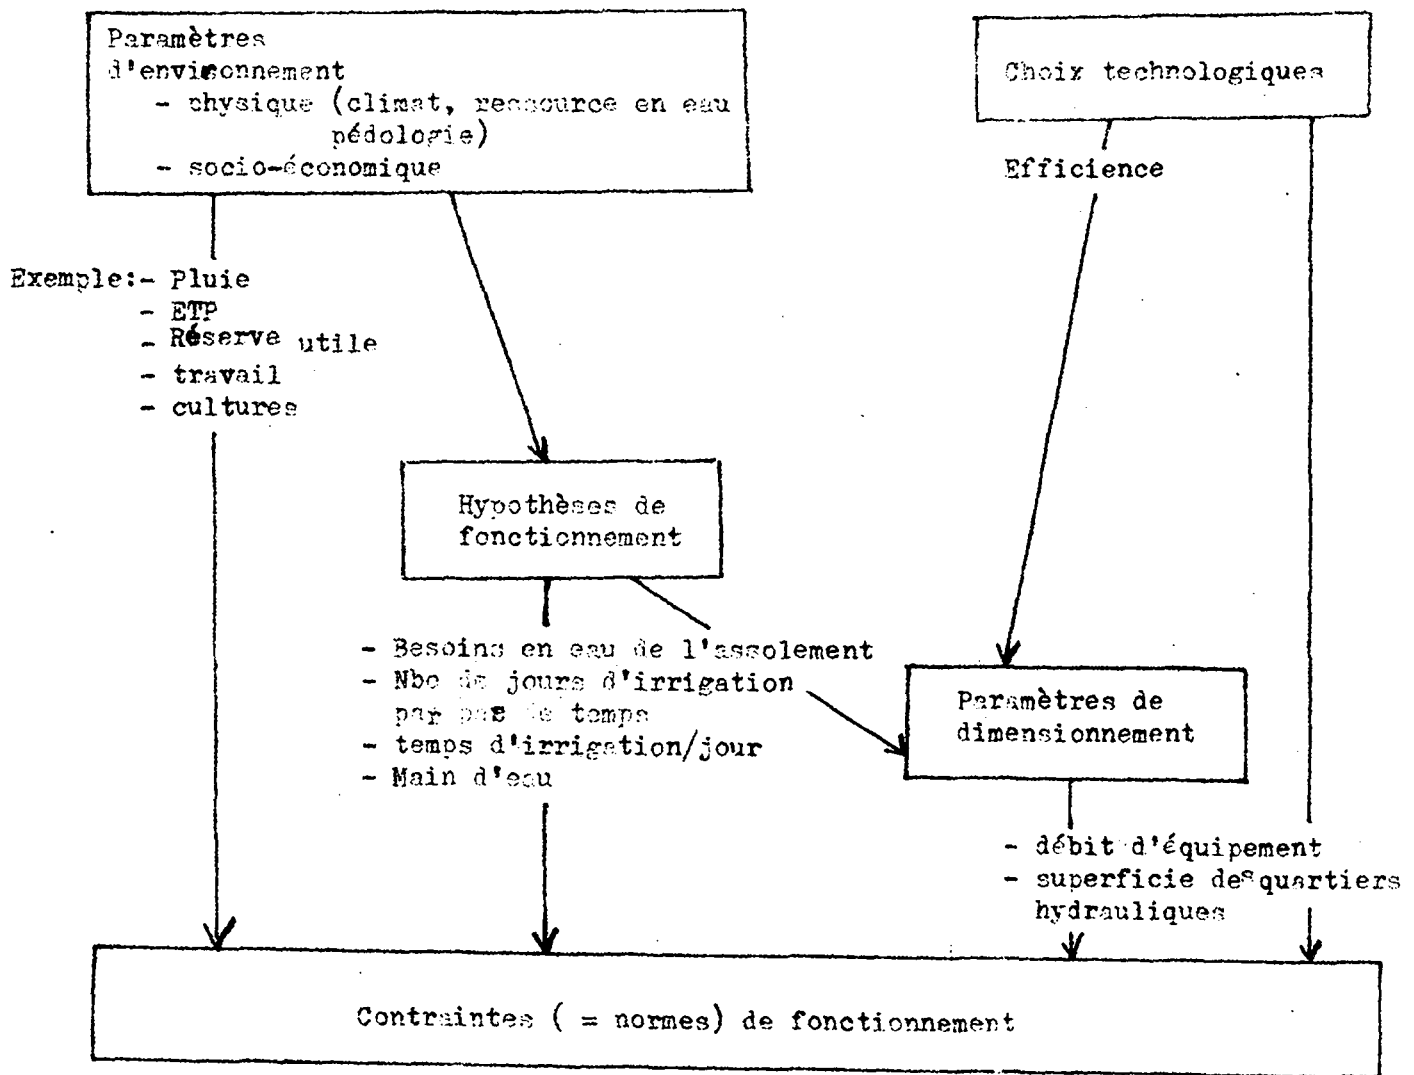 Paramètres
d'environnement
- physique (climat, ressource en eau
pédologie)
- socio-économique
Choix technologiques
Efficience
Exemple:- Pluie
- ETP
- Réserve utile
- travail
- cultures
Hypothèses de
fonctionnement
- Besoins en eau de l'assolement
- Nbe de jours d'irrigation
par pas de temps
- temps d'irrigation/jour
- Main d'eau
Paramètres de
dimensionnement
- débit d'équipement
- superficie des quartiers
hydrauliques
Contraintes ( = normes) de fonctionnement